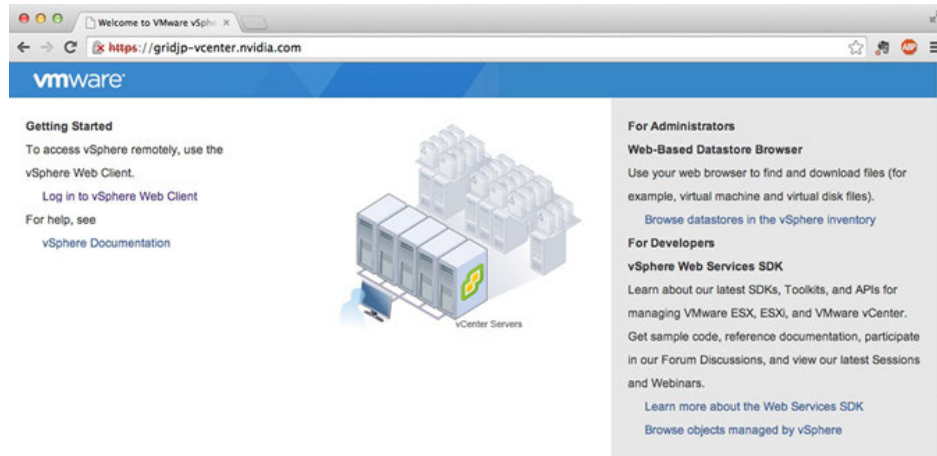 Welcome to VMware vSphe
https://gridjp-vcenter.nvidia.com
ABP
vmware
Getting Started
To access vSphere remotely, use the
vSphere Web Client.
Log in to vSphere Web Client
For help, see
vSphere Documentation
vCenter Servers
For Administrators
Web-Based Datastore Browser
Use your web browser to find and download files (for
example, virtual machine and virtual disk files).
Browse datastores in the vSphere inventory
For Developers
vSphere Web Services SDK
Learn about our latest SDKs, Toolkits, and APIs for
managing VMware ESX, ESXi, and VMware vCenter.
Get sample code, reference documentation, participate
in our Forum Discussions, and view our latest Sessions
and Webinars.
Learn more about the Web Services SDK
Browse objects managed by vSphere